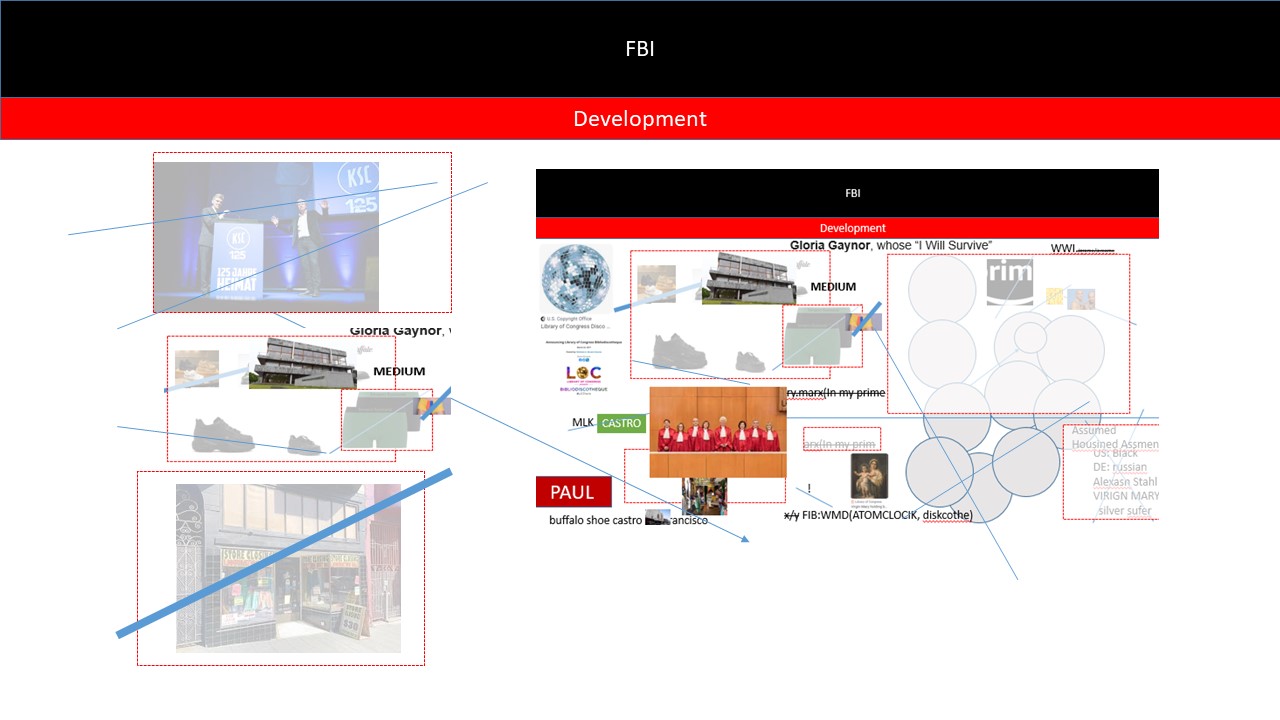 FBI
Development
KSC
125
KSC
125
125 JAHRE
HEIMAT
Gloria Gaynor,
MEDIUM
STORE CLOSING
$30
FBI
Development
Gloria Gaynor, whose “I Will Survive”
WWI
rim
MEDIUM
U.S. Copyright Office
Library of Congress Disco ...
LOC
LIBRARY OF CONGRESS
BIBLIODISCOTHEQUE
ry.marx(In my prime
MLK
CASTRO
arx(In my prim
Assumed
Housined Assmen
US: Black
DE: russian
Alexasn Stahl
VIRIGN MARY
silver sufer
PAUL
!
buffalo shoe castro
ancisco
x/y FIB:WMD(ATOMCLOCIK, diskcothe)